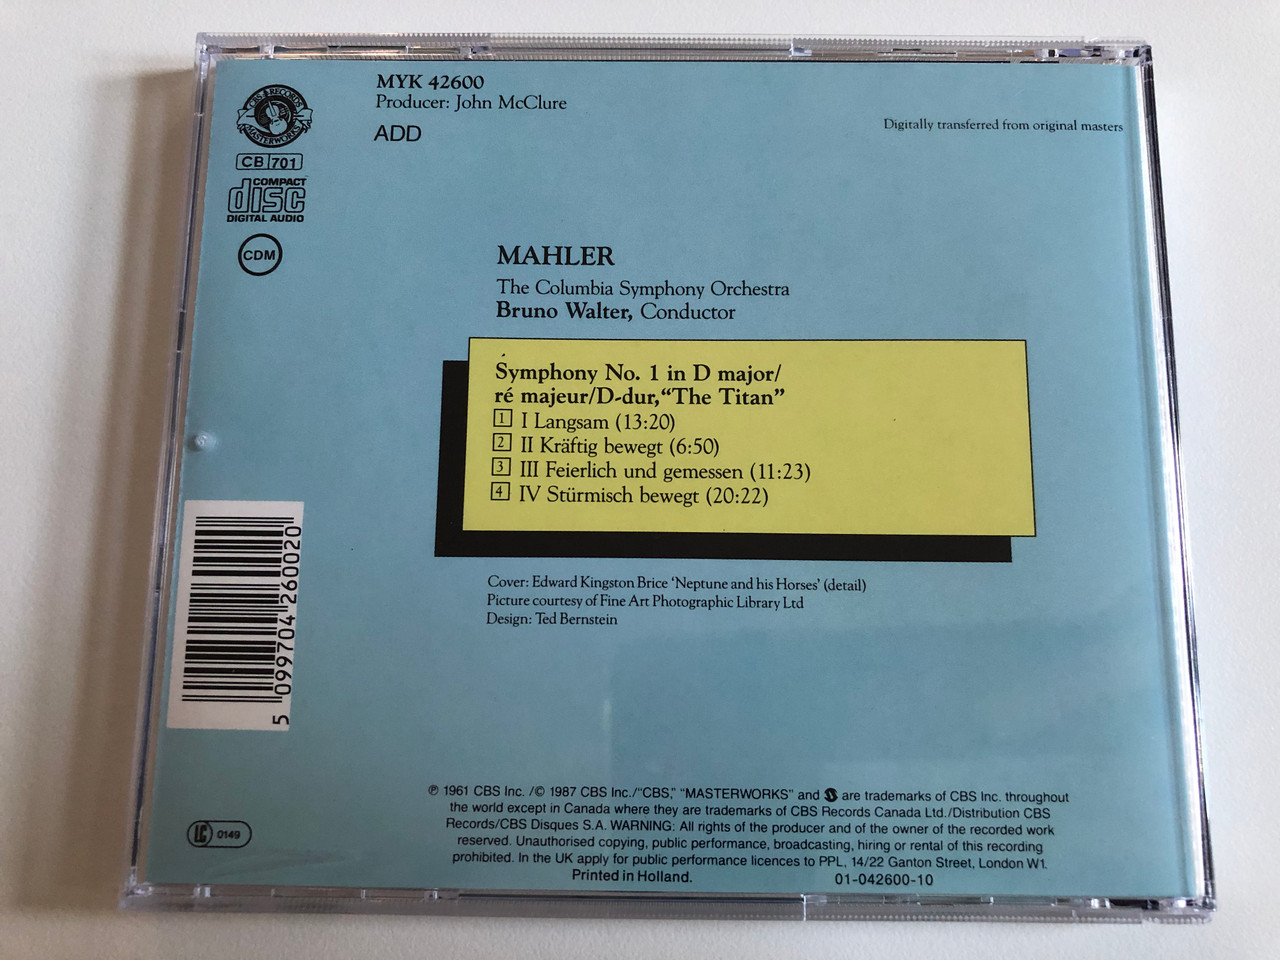 MYK 42600
Producer: John McClure
ADD
Digitally transferred from original masters
CBS RECORDS
MASTERWORKS
CB 701
COMPACT
disc
DIGITAL AUDIO
CDM
MAHLER
The Columbia Symphony Orchestra
Bruno Walter, Conductor
Symphony No. 1 in D major/
ré majeur/D-dur,“The Titan”
1 I Langsam (13:20)
2 II Kräftig bewegt (6:50)
3 III Feierlich und gemessen (11:23)
4 IV Stürmisch bewegt (20:22)
Cover: Edward Kingston Brice ‘Neptune and his Horses’ (detail)
Picture courtesy of Fine Art Photographic Library Ltd
Design: Ted Bernstein
5 099704 260020
℗ 1961 CBS Inc. /© 1987 CBS Inc./“CBS,” “MASTERWORKS” and are trademarks of CBS Inc. throughout
the world except in Canada where they are trademarks of CBS Records Canada Ltd./Distribution CBS
Records/CBS Disques S.A. WARNING: All rights of the producer and of the owner of the recorded work
reserved. Unauthorised copying, public performance, broadcasting, hiring or rental of this recording
prohibited. In the UK apply for public performance licences to PPL, 14/22 Ganton Street, London W1.
Printed in Holland. 01-042600-10
LC 0149